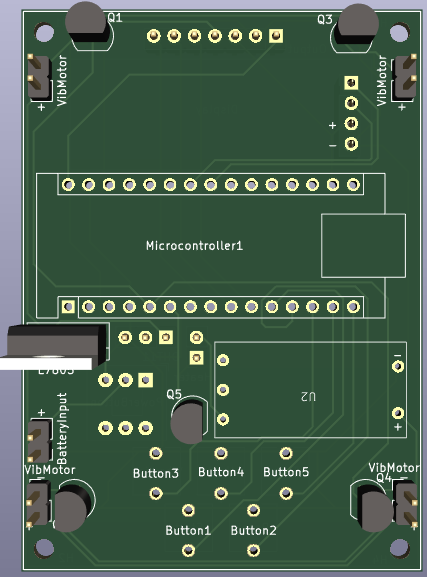 Q1
Q3
VibMotor
VibMotor
+
+
+
−
Microcontroller1
L7805
U2
−
+
Q5
+
BatteryInput
Button3
Button4
Button5
VibMotor
VibMotor
Q4
Button1
Button2
+
+